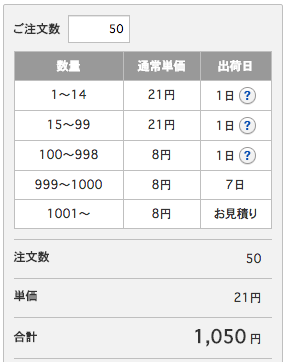 ご注文数 50
数量 通常単価 出荷日
1～14 21円 1日 ?
15～99 21円 1日 ?
100～998 8円 1日 ?
999～1000 8円 7日
1001～ 8円 お見積り
注文数 50
単価 21円
合計 1,050 円